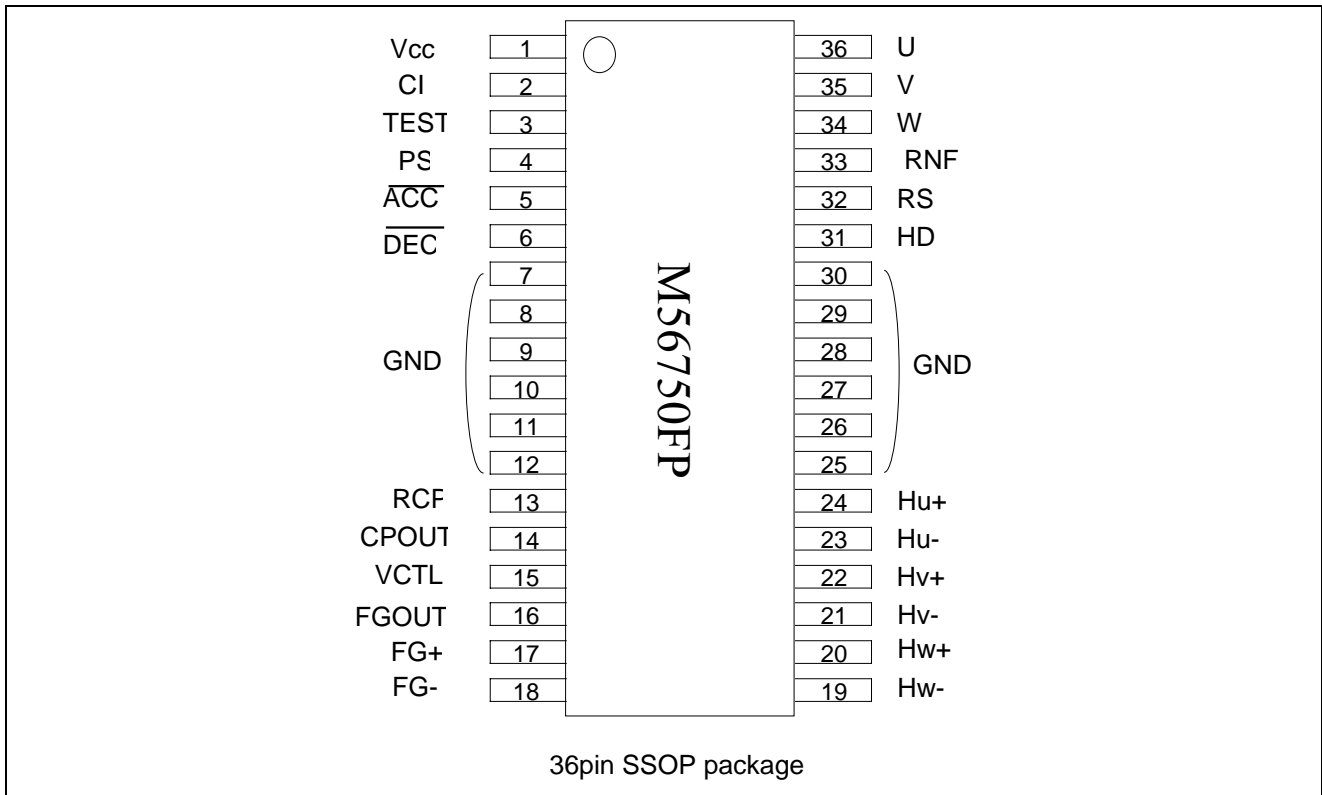 Vcc 1 36 U
CI 2 35 V
TEST 3 34 W
PS 4 33 RNF
ACC 5 32 RS
DEC 6 31 HD
7 30
8 29
GND 9 28 GND
10 27
11 26
12 25
RCP 13 24 Hu+
CPOUT 14 23 Hu-
VCTL 15 22 Hv+
FGOUT 16 21 Hv-
FG+ 17 20 Hw+
FG- 18 19 Hw-
M56750FP
36pin SSOP package